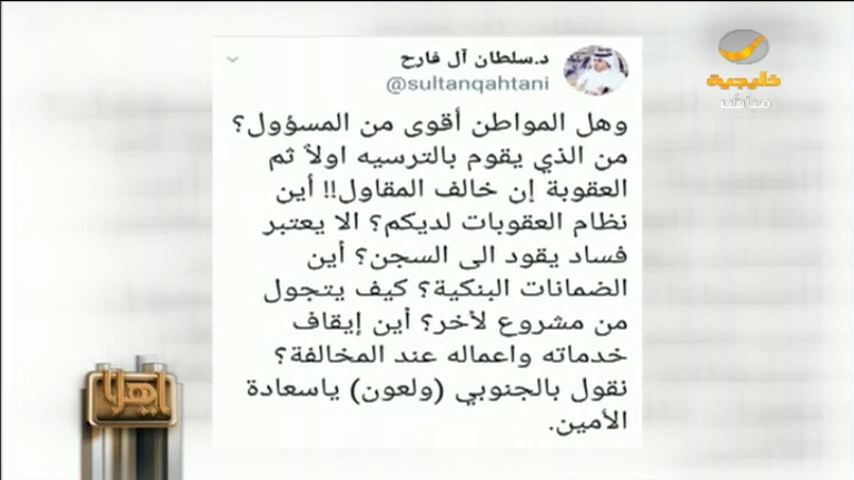 د.سلطان آل فارح
@sultanqahtani
خليجية
مباشر
وهل المواطن أقوى من المسؤول؟
من الذي يقوم بالترسيه اولاً ثم
العقوبة إن خالف المقاول!! أين
نظام العقوبات لديكم؟ الا يعتبر
فساد يقود الى السجن؟ أين
الضمانات البنكية؟ كيف يتجول
من مشروع لأخر؟ أين إيقاف
خدماته واعماله عند المخالفة؟
نقول بالجنوبي (ولعون) ياسعادة
الأمين.
ياهلا